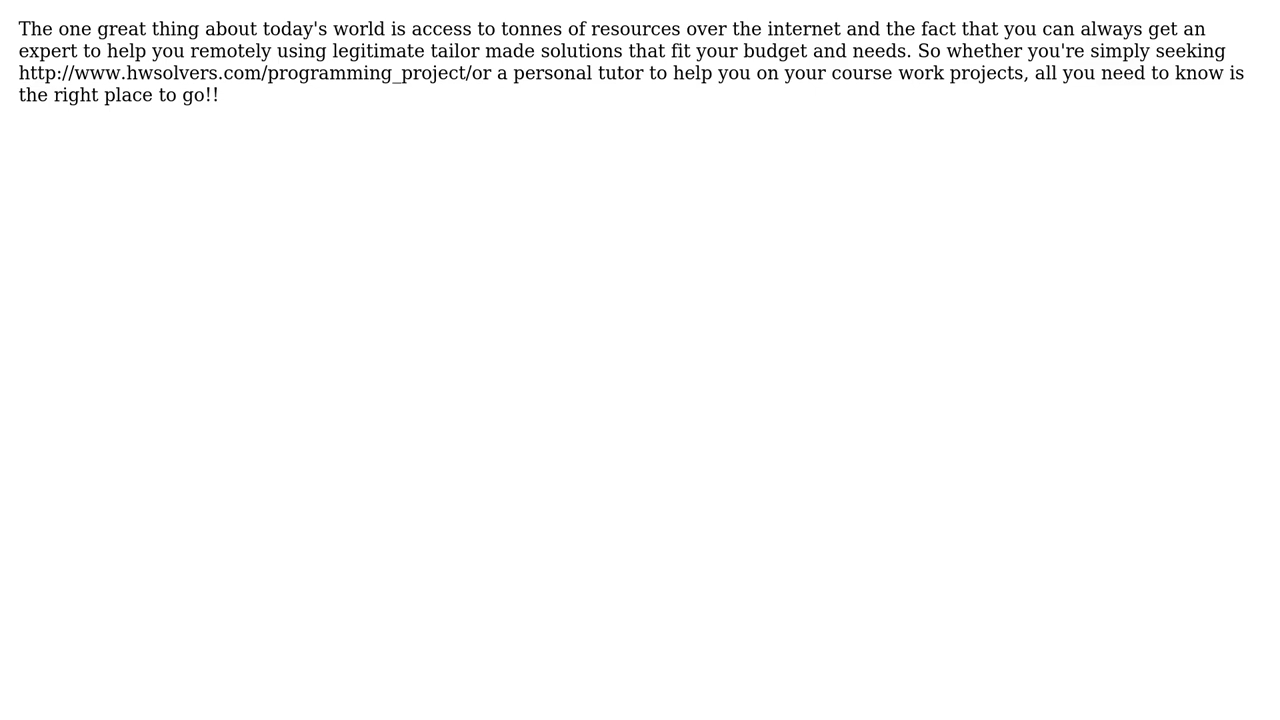 The one great thing about today's world is access to tonnes of resources over the internet and the fact that you can always get an
expert to help you remotely using legitimate tailor made solutions that fit your budget and needs. So whether you're simply seeking
http://www.hwsolvers.com/programming_project/or a personal tutor to help you on your course work projects, all you need to know is
the right place to go!!